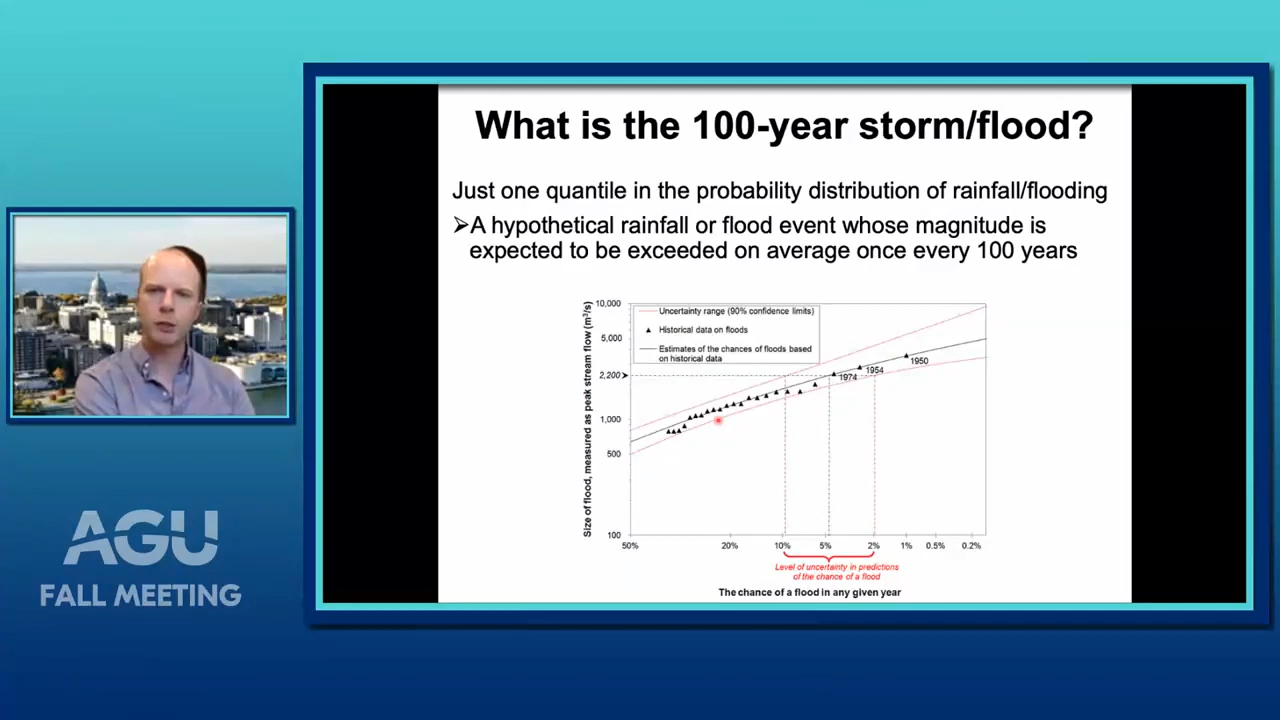 What is the 100-year storm/flood?
Just one quantile in the probability distribution of rainfall/flooding
➢A hypothetical rainfall or flood event whose magnitude is
expected to be exceeded on average once every 100 years
Size of flood, measured as peak stream flow (m³/s)
10,000
5,000
2,200
1,000
500
100
Uncertainty range (90% confidence limits)
Historical data on floods
Estimates of the chances of floods based
on historical data
1950
1954
1974
50% 20% 10% 5% 2% 1% 0.5% 0.2%
Level of uncertainty in predictions
of the chance of a flood
The chance of a flood in any given year
AGU
FALL MEETING